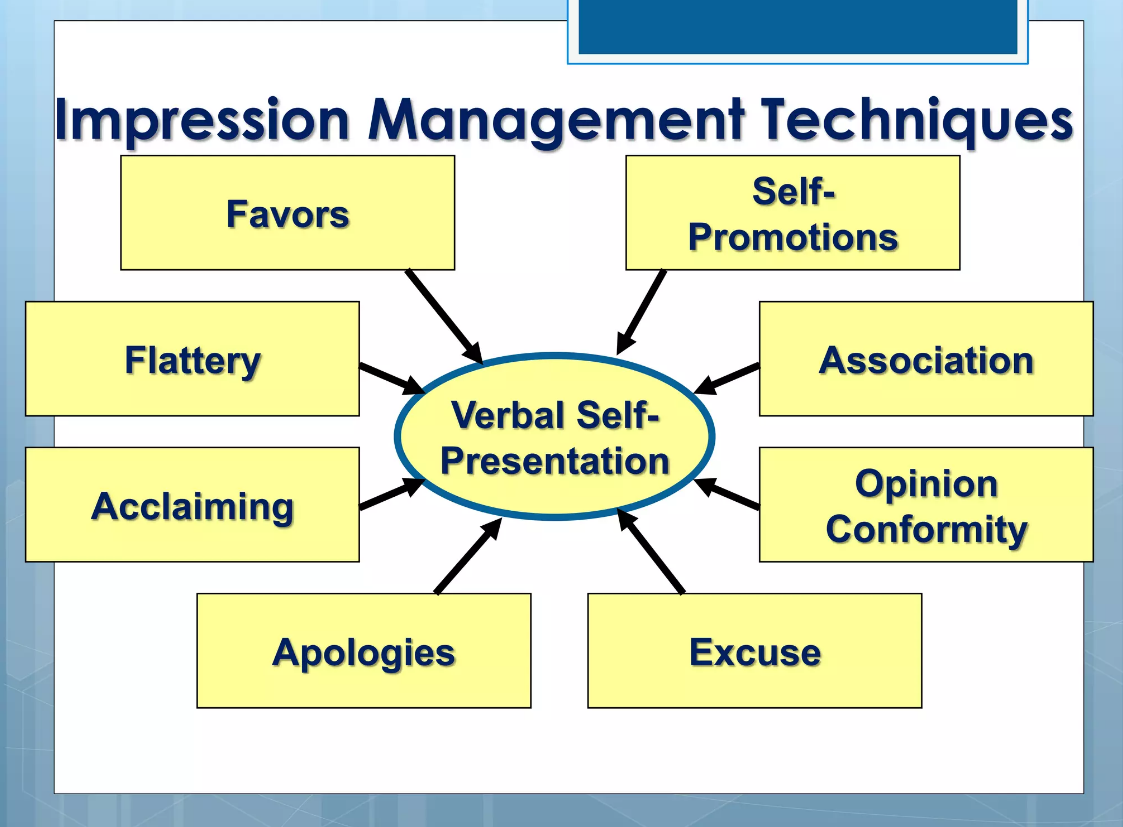 Impression Management Techniques
Favors
Self-
Promotions
Flattery
Association
Verbal Self-
Presentation
Acclaiming
Opinion
Conformity
Apologies
Excuse